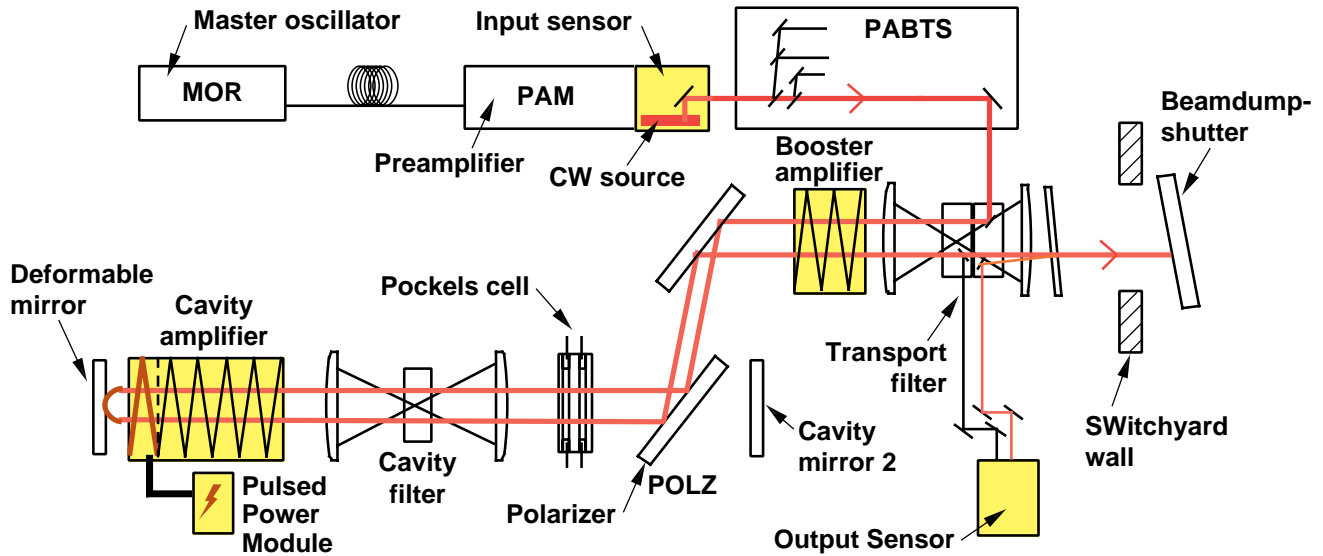 Master oscillator
MOR
Input sensor
PAM
Preamplifier
CW source
PABTS
Beamdump-
shutter
Booster
amplifier
Deformable
mirror
Cavity
amplifier
Pockels cell
Transport
filter
SWitchyard
wall
Cavity
mirror 2
Cavity
filter
POLZ
Polarizer
Pulsed
Power
Module
Output Sensor